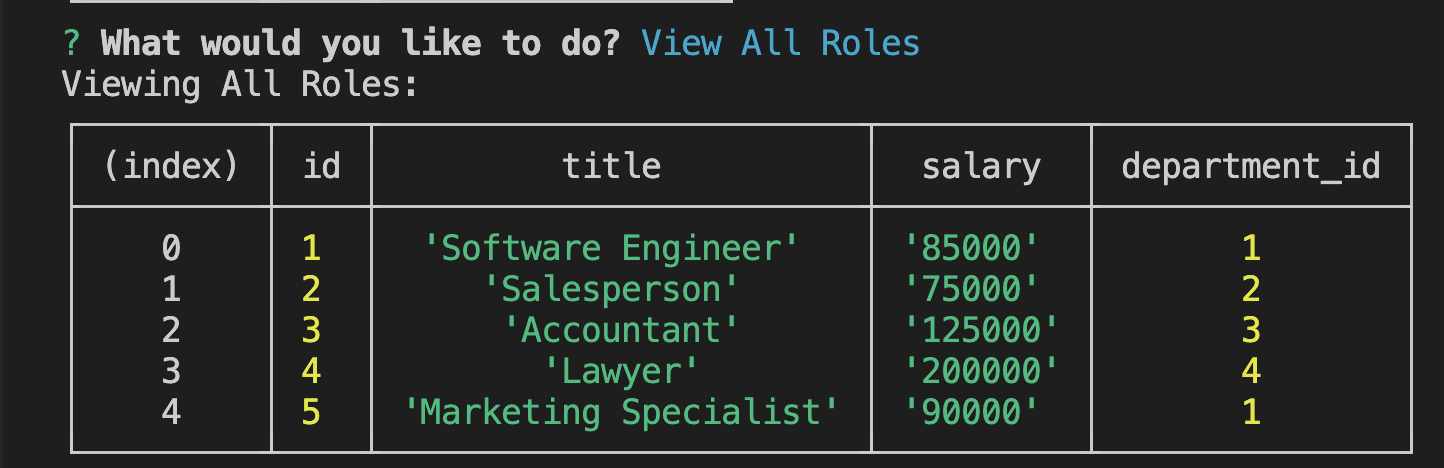 ? What would you like to do? View All Roles
Viewing All Roles:
(index) id title salary department_id
0 1 'Software Engineer' '85000' 1
1 2 'Salesperson' '75000' 2
2 3 'Accountant' '125000' 3
3 4 'Lawyer' '200000' 4
4 5 'Marketing Specialist' '90000' 1